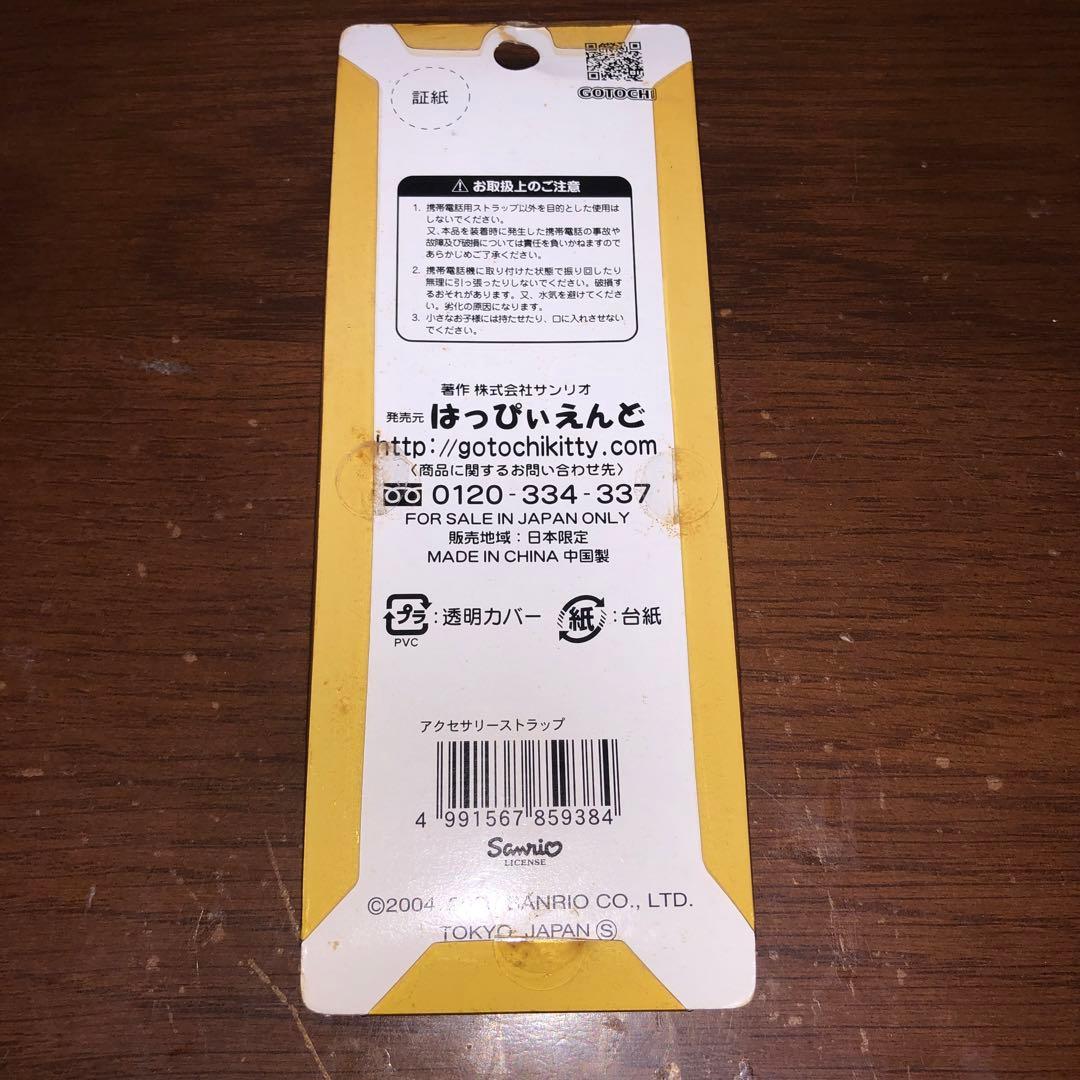 証紙
GOTOCHI
⚠ お取扱上のご注意
1. 携帯電話用ストラップ以外を目的とした使用は
しないでください。
又、本品を装着時に発生した携帯電話の事故や
故障及び破損については責任を負いかねますので
あらかじめご了承ください。
2. 携帯電話機に取り付けた状態で振り回したり
無理に引っ張ったりしないでください。破損す
るおそれがあります。又、水気を避けてくださ
い。劣化の原因になります。
3. 小さなお子様には持たせたり、口に入れさせない
でください。
著作 株式会社サンリオ
発売元 はっぴぃえんど
http://gotochikitty.com
〈商品に関するお問い合わせ先〉
0120-334-337
FOR SALE IN JAPAN ONLY
販売地域：日本限定
MADE IN CHINA 中国製
プラ：透明カバー 紙：台紙
PVC
アクセサリーストラップ
4 991567 859384
Sanrio
LICENSE
©2004, SANRIO CO., LTD.
TOKYO, JAPAN Ⓢ